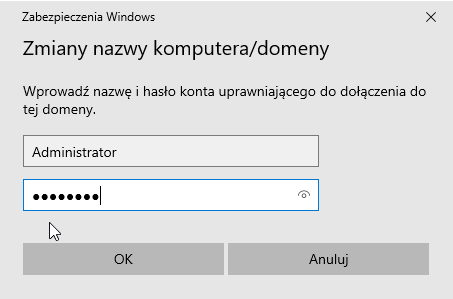 Zabezpieczenia Windows
Zmiany nazwy komputera/domeny
Wprowadź nazwę i hasło konta uprawniającego do dołączenia do
tej domeny.
Administrator
●●●●●●●●
OK
Anuluj